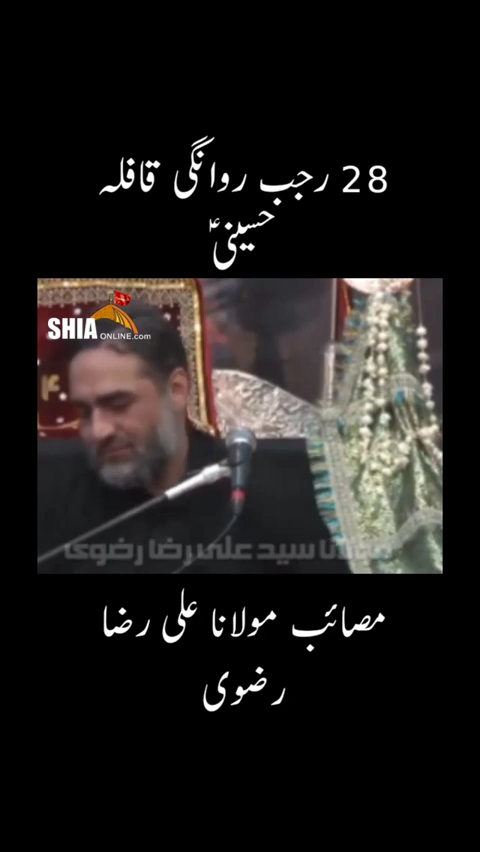 28 رجب روانگی قافلہ
حسینیؑ
SHIA
ONLINE.com
مولانا سید علی رضا رضوی
مصائب مولانا علی رضا
رضوی